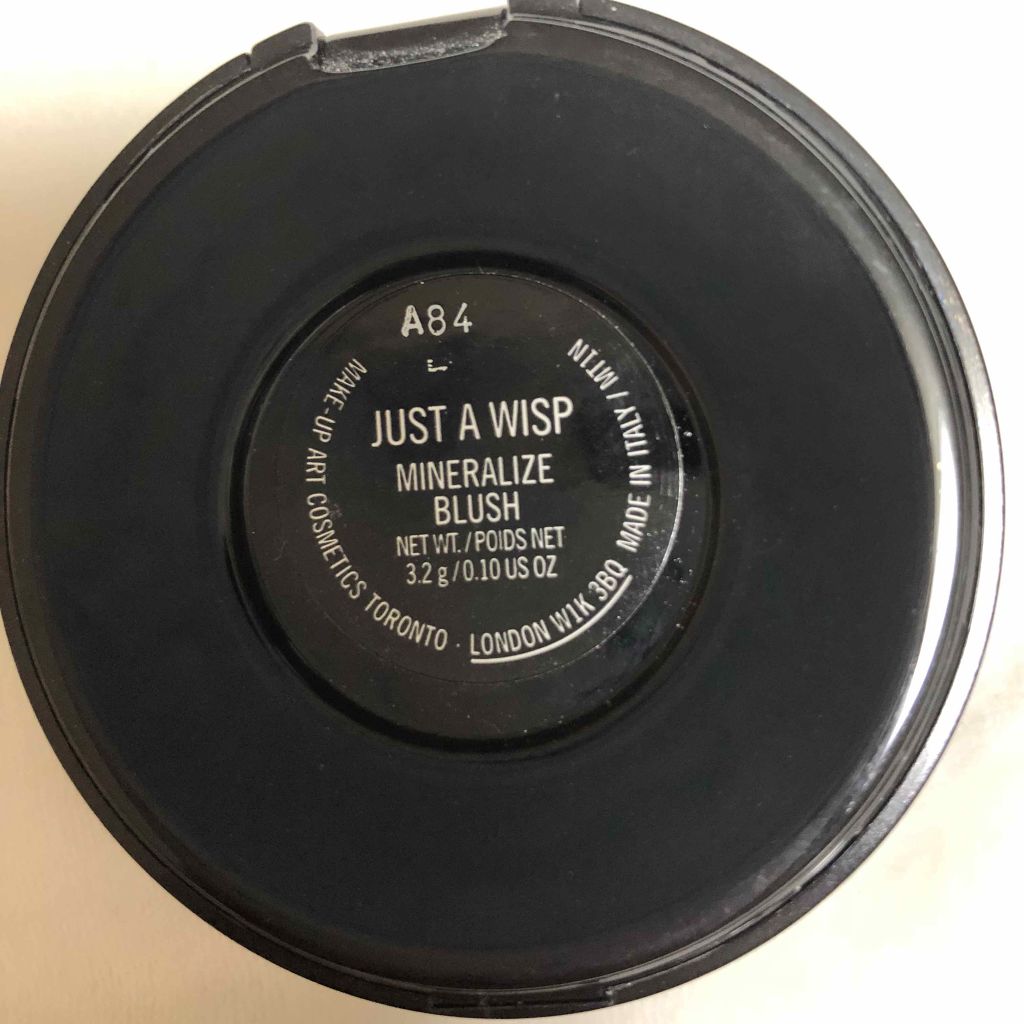 A84
L
JUST A WISP
MINERALIZE
BLUSH
NET WT. / POIDS NET
3.2 g / 0.10 US OZ
MAKE-UP ART COSMETICS TORONTO · LONDON W1K 3BQ MADE IN ITALY / MT1N